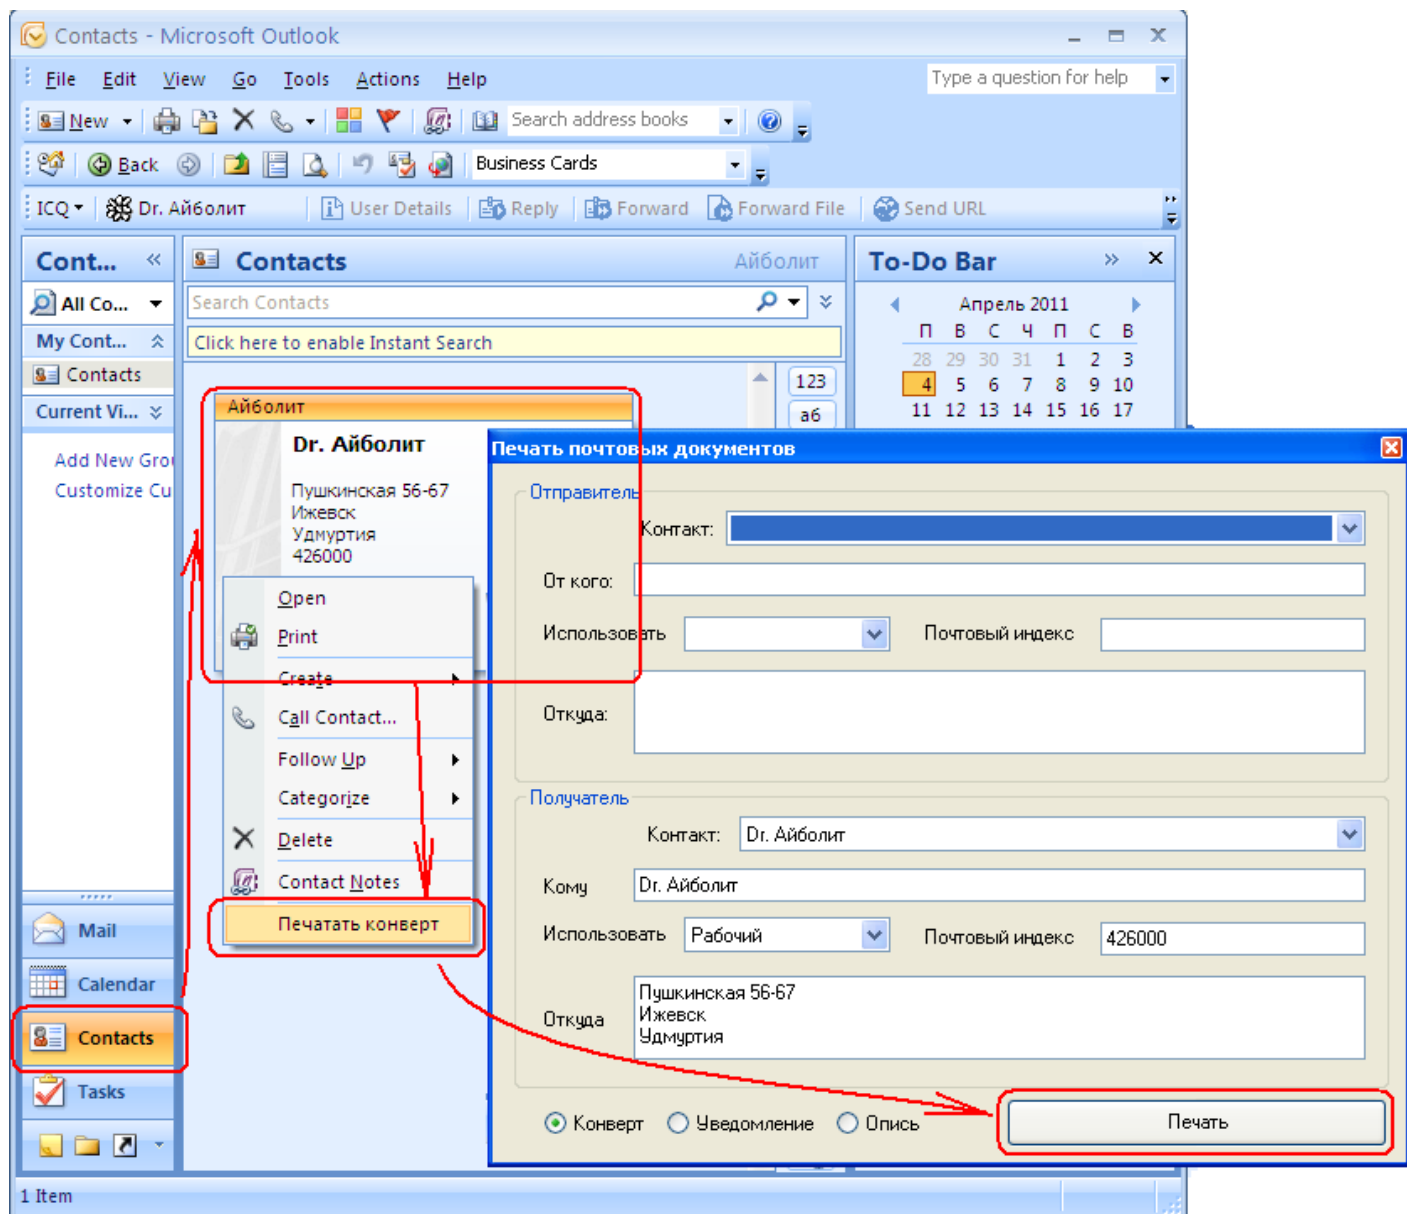 Contacts - Microsoft Outlook
File Edit View Go Tools Actions Help
Type a question for help
New
Search address books
Back
Business Cards
ICQ
Dr. Айболит
User Details
Reply
Forward
Forward File
Send URL
Cont...
All Co...
My Cont...
Contacts
Current Vi...
Add New Gro
Customize Cu
Mail
Calendar
Contacts
Tasks
Contacts
Айболит
Search Contacts
Click here to enable Instant Search
123
аб
Айболит
Dr. Айболит
Пушкинская 56-67
Ижевск
Удмуртия
426000
Open
Print
Create
Call Contact...
Follow Up
Categorize
Delete
Contact Notes
Печатать конверт
To-Do Bar
Апрель 2011
П В С Ч П С В
28 29 30 31 1 2 3
4 5 6 7 8 9 10
11 12 13 14 15 16 17
Печать почтовых документов
Отправитель
Контакт:
От кого:
Использовать
Почтовый индекс
Откуда:
Получатель
Контакт: Dr. Айболит
Кому Dr. Айболит
Использовать Рабочий
Почтовый индекс 426000
Откуда
Пушкинская 56-67
Ижевск
Удмуртия
Конверт Уведомление Опись
Печать
1 Item